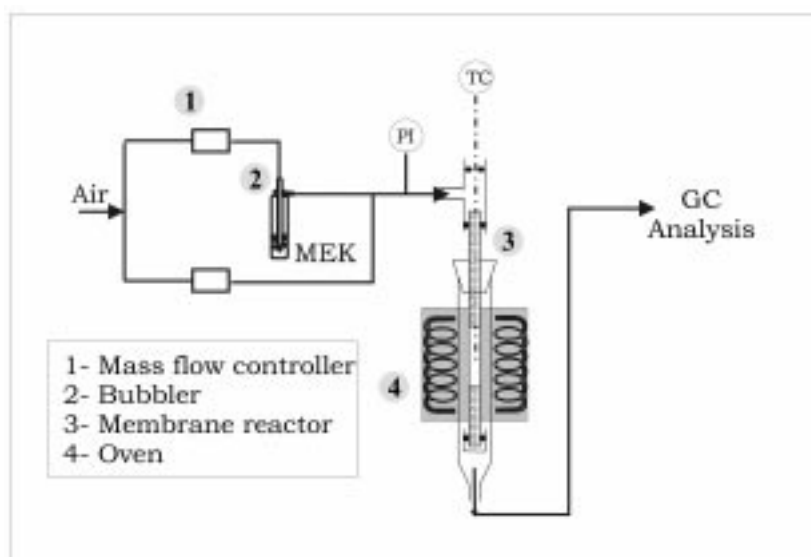 TC
1
PI
2
Air
MEK
3
GC
Analysis
4
1- Mass flow controller
2- Bubbler
3- Membrane reactor
4- Oven